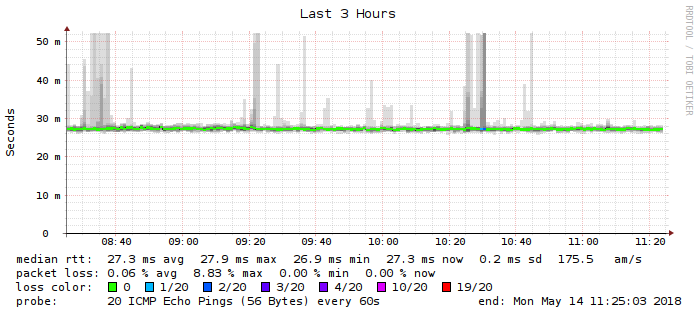 Last 3 Hours
RRDTOOL / TOBI OETIKER
Seconds
50 m
40 m
30 m
20 m
10 m
0
08:40 09:00 09:20 09:40 10:00 10:20 10:40 11:00 11:20
median rtt: 27.3 ms avg 27.9 ms max 26.9 ms min 27.3 ms now 0.2 ms sd 175.5 am/s
packet loss: 0.06 % avg 8.83 % max 0.00 % min 0.00 % now
loss color: 0 1/20 2/20 3/20 4/20 10/20 19/20
probe: 20 ICMP Echo Pings (56 Bytes) every 60s end: Mon May 14 11:25:03 2018